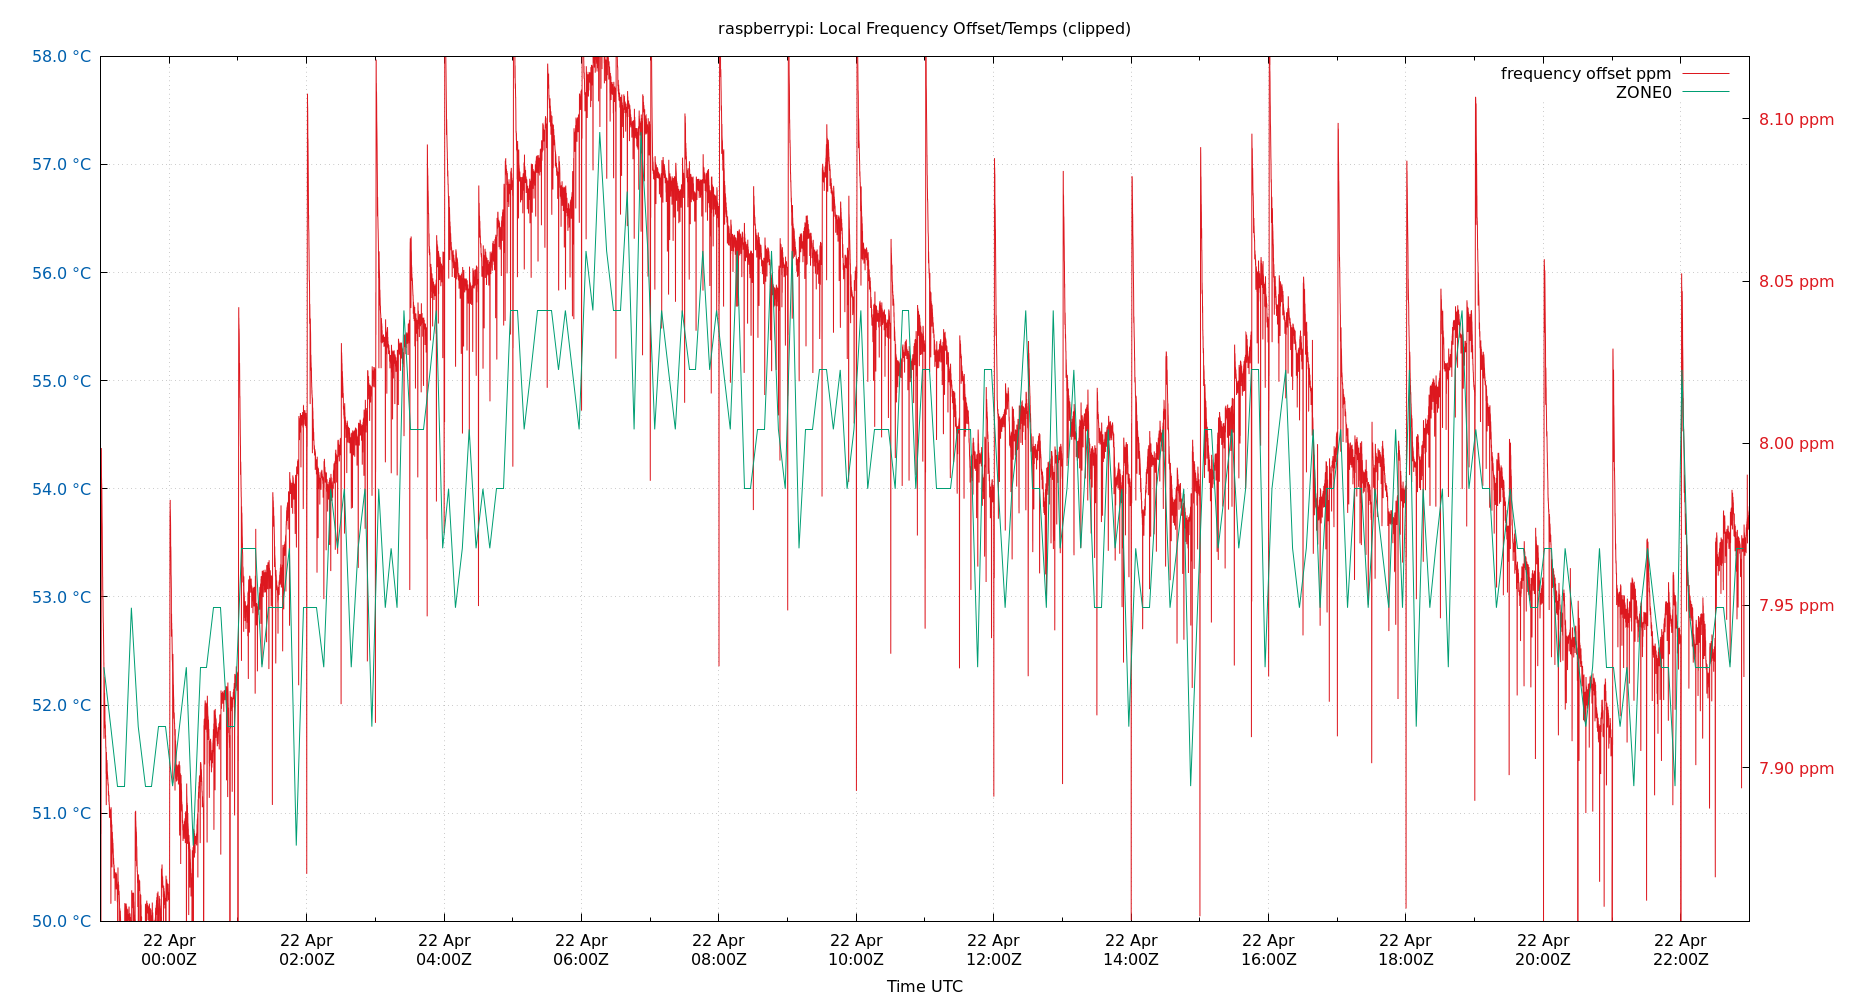 raspberrypi: Local Frequency Offset/Temps (clipped)
frequency offset ppm
ZONE0
58.0 °C
57.0 °C
56.0 °C
55.0 °C
54.0 °C
53.0 °C
52.0 °C
51.0 °C
50.0 °C
8.10 ppm
8.05 ppm
8.00 ppm
7.95 ppm
7.90 ppm
22 Apr 22 Apr 22 Apr 22 Apr 22 Apr 22 Apr 22 Apr 22 Apr 22 Apr 22 Apr 22 Apr 22 Apr
00:00Z 02:00Z 04:00Z 06:00Z 08:00Z 10:00Z 12:00Z 14:00Z 16:00Z 18:00Z 20:00Z 22:00Z
Time UTC